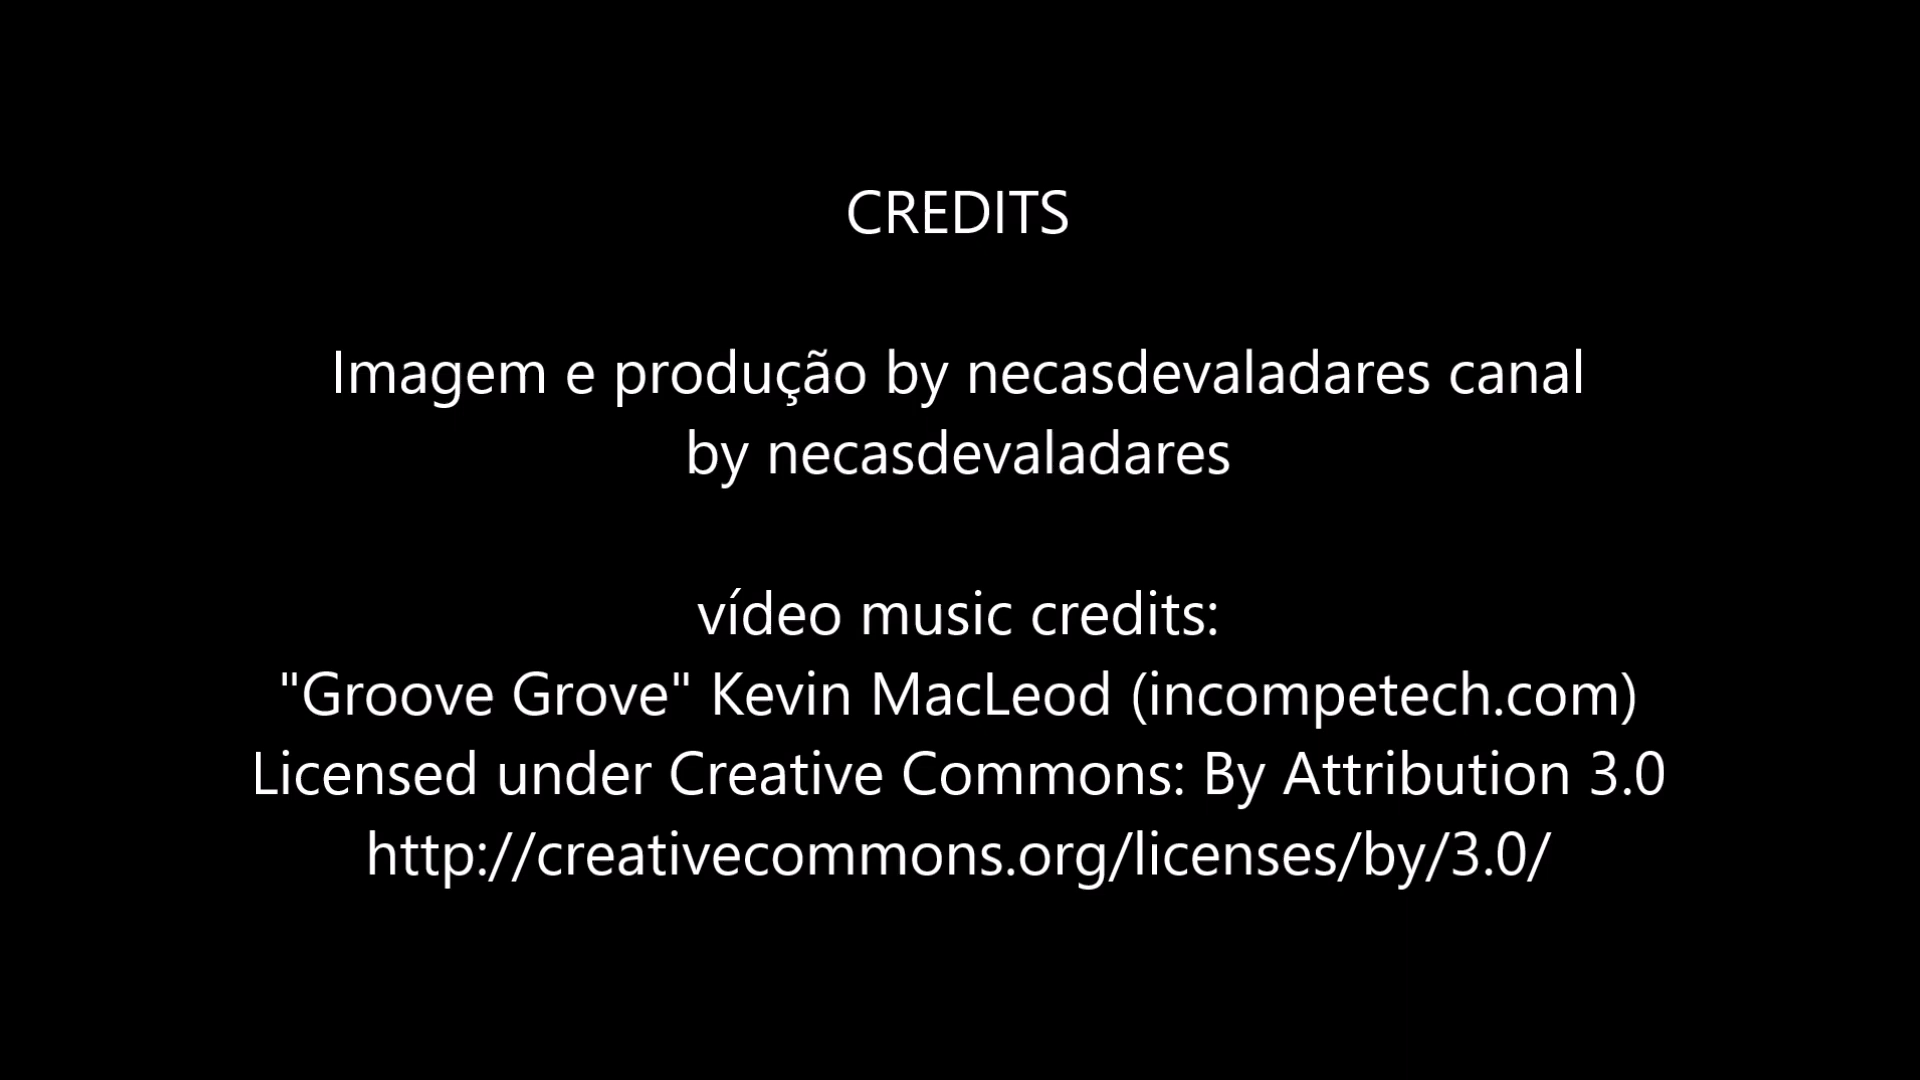 CREDITS
Imagem e produção by necasdevaladares canal
by necasdevaladares
vídeo music credits:
"Groove Grove" Kevin MacLeod (incompetech.com)
Licensed under Creative Commons: By Attribution 3.0
http://creativecommons.org/licenses/by/3.0/